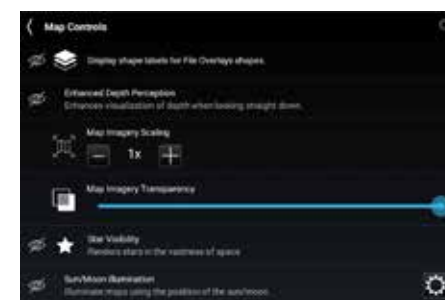 Map Controls
Display shape labels for File Overlays shapes.
Enhanced Depth Perception
Enhances visualization of depth when looking straight down.
Map Imagery Scaling
1x
Map Imagery Transparency
Star Visibility
Renders stars in the vastness of space
Sun/Moon Illumination
Illuminate maps using the position of the sun/moon.